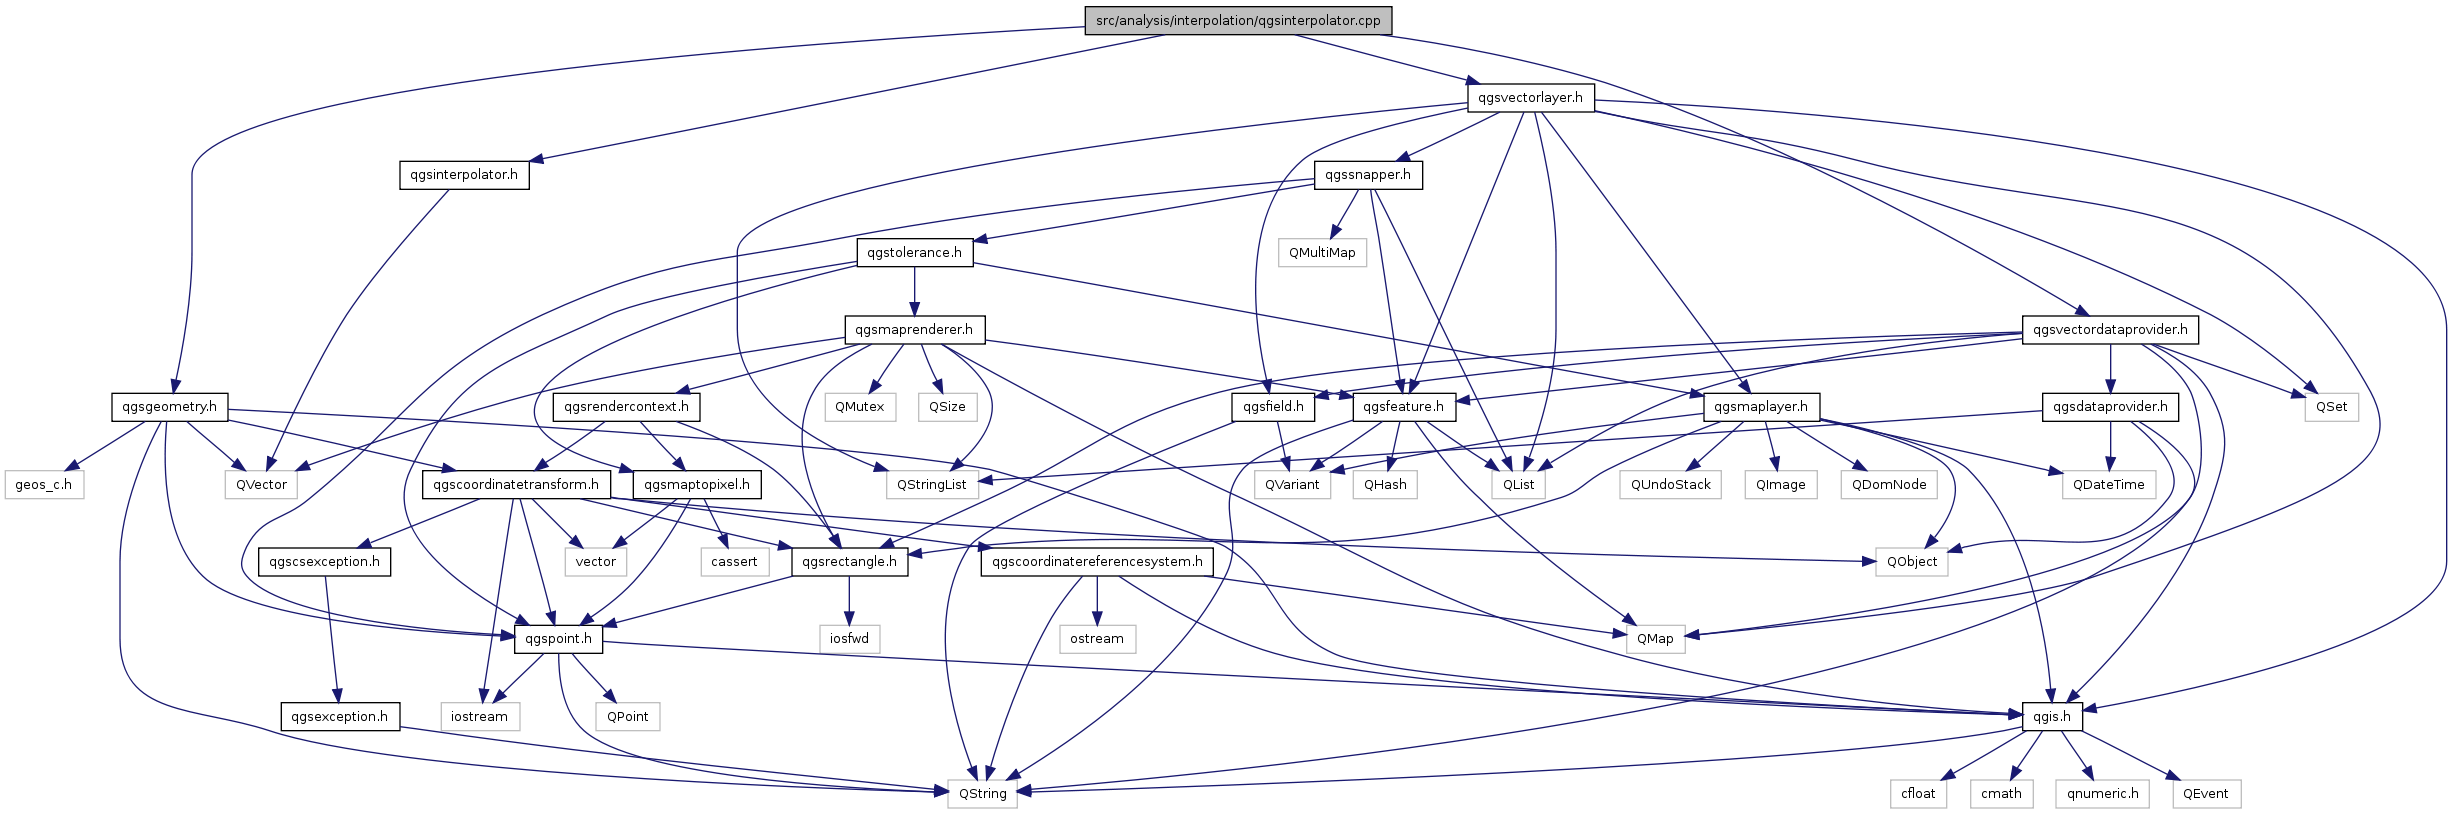 src/analysis/interpolation/qgsinterpolator.cpp
qgsvectorlayer.h
qgsinterpolator.h
qgssnapper.h
qgstolerance.h
QMultiMap
qgsmaprenderer.h
qgsvectordataprovider.h
qgsgeometry.h
qgsrendercontext.h
QMutex
QSize
qgsfield.h
qgsfeature.h
qgsmaplayer.h
qgsdataprovider.h
QSet
geos_c.h
QVector
qgscoordinatetransform.h
qgsmaptopixel.h
QStringList
QVariant
QHash
QList
QUndoStack
QImage
QDomNode
QDateTime
qgscsexception.h
vector
cassert
qgsrectangle.h
qgscoordinatereferencesystem.h
QObject
qgspoint.h
iosfwd
ostream
QMap
qgsexception.h
iostream
QPoint
qgis.h
QString
cfloat
cmath
qnumeric.h
QEvent